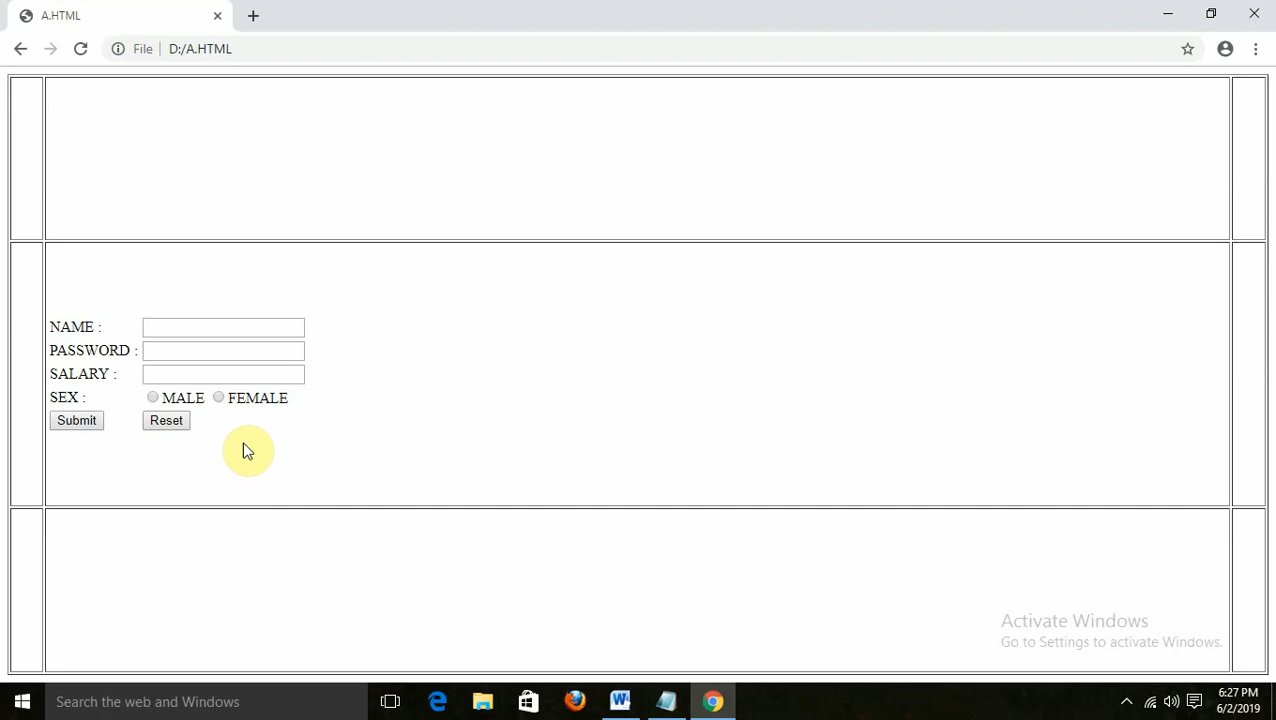 A.HTML
File D:/A.HTML
NAME :
PASSWORD :
SALARY :
SEX : MALE FEMALE
Submit Reset
Activate Windows
Go to Settings to activate Windows.
Search the web and Windows
6:27 PM
6/2/2019